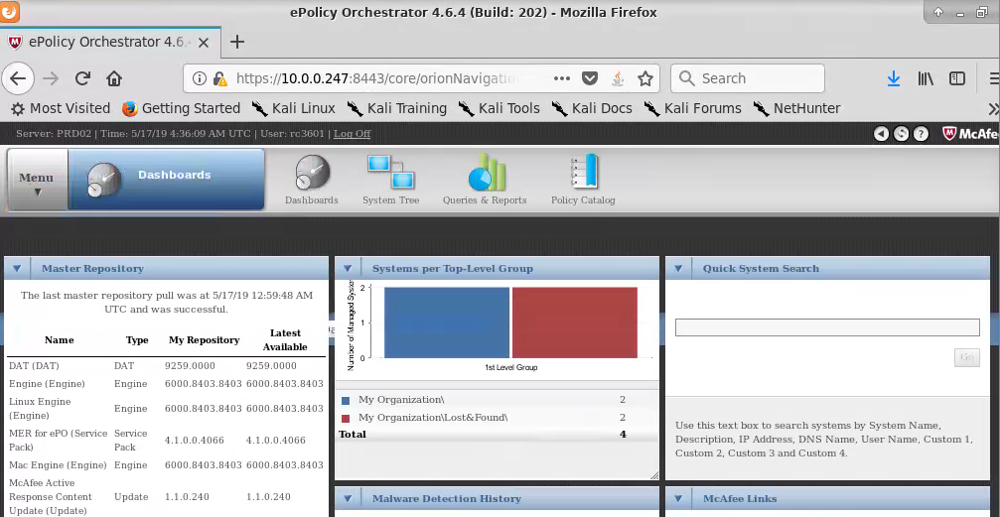 ePolicy Orchestrator 4.6.4 (Build: 202) - Mozilla Firefox
ePolicy Orchestrator 4.6.
https://10.0.0.247:8443/core/orionNavigatio
Search
Most Visited Getting Started Kali Linux Kali Training Kali Tools Kali Docs Kali Forums NetHunter
Server: PRD02 | Time: 5/17/19 4:36:09 AM UTC | User: rc3601 | Log Off
McAfee
Menu
Dashboards
Dashboards System Tree Queries & Reports Policy Catalog
Master Repository
The last master repository pull was at 5/17/19 12:59:48 AM
UTC and was successful.
Name Type My Repository Latest Available
DAT (DAT) DAT 9259.0000 9259.0000
Engine (Engine) Engine 6000.8403.8403 6000.8403.8403
Linux Engine
(Engine) Engine 6000.8403.8403 6000.8403.8403
MER for ePO (Service
Pack) Service Pack 4.1.0.0.4066 4.1.0.0.4066
Mac Engine (Engine) Engine 6000.8403.8403 6000.8403.8403
McAfee Active
Response Content
Update (Update) Update 1.1.0.240 1.1.0.240
Systems per Top-Level Group
Number of Managed Syste
2
1
0
1st Level Group
My Organization\ 2
My Organization\Lost&Found\ 2
Total 4
Malware Detection History
Quick System Search
Go
Use this text box to search systems by System Name,
Description, IP Address, DNS Name, User Name, Custom 1,
Custom 2, Custom 3 and Custom 4.
McAfee Links